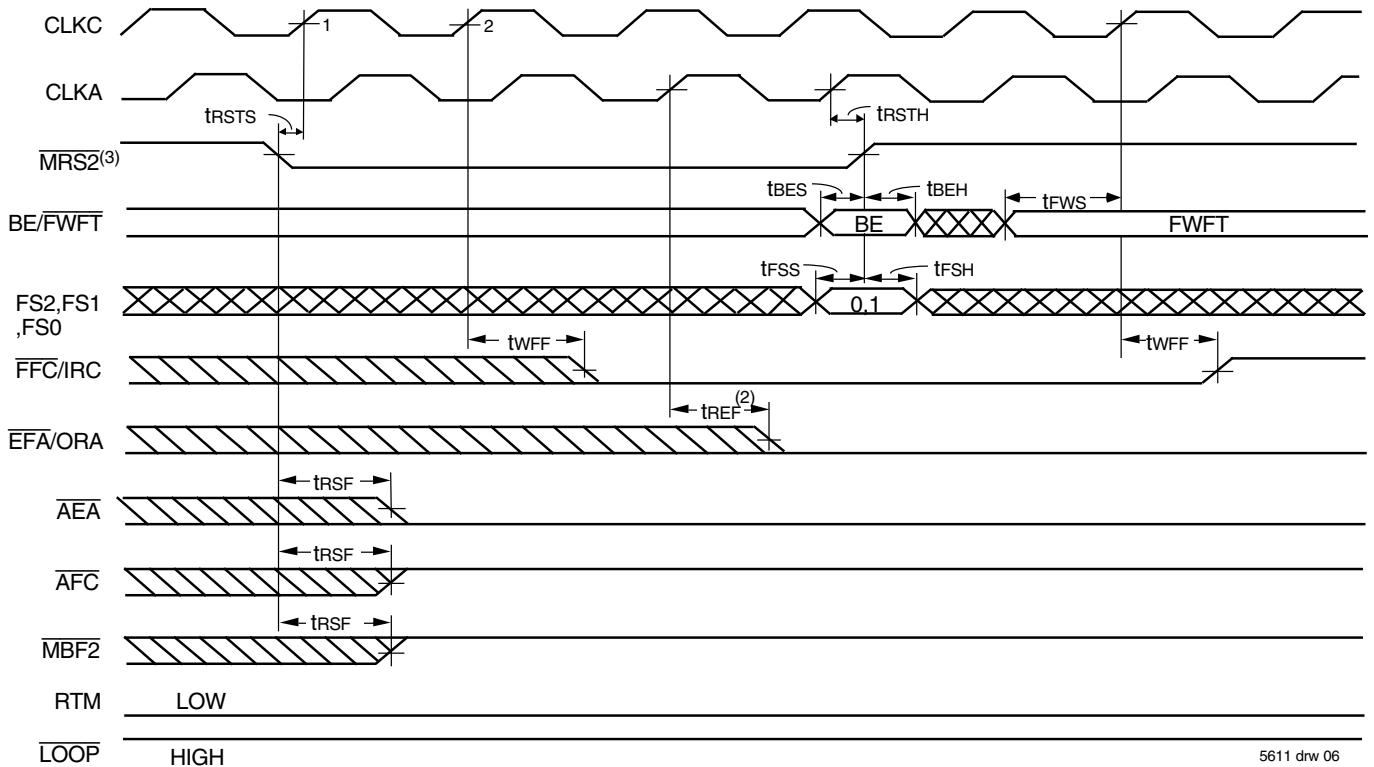 CLKC 1 2
CLKA
tRSTS tRSTH
MRS2(3)
tBES tBEH tFWS
BE/FWFT BE FWFT
tFSS tFSH
FS2,FS1 0,1
,FS0
tWFF tWFF
FFC/IRC
tREF(2)
EFA/ORA
tRSF
AEA
tRSF
AFC
tRSF
MBF2
RTM LOW
LOOP HIGH
5611 drw 06